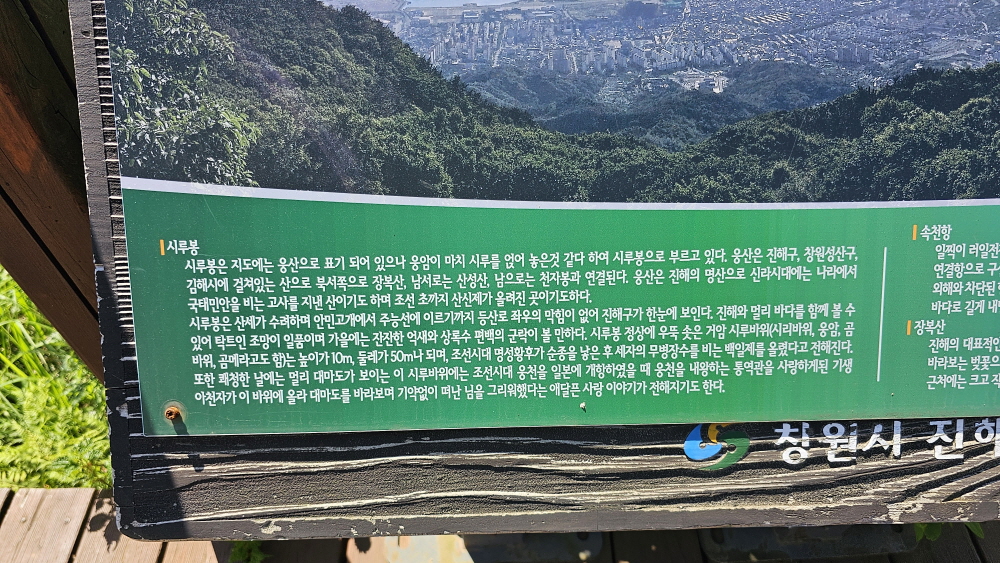 시루봉
시루봉은 지도에는 웅산으로 표기 되어 있으나 웅암이 마치 시루를 얹어 놓은것 같다 하여 시루봉으로 부르고 있다. 웅산은 진해구, 창원성산구,
김해시에 걸쳐있는 산으로 북서쪽으로 장복산, 남서로는 산성산, 남으로는 천자봉과 연결된다. 웅산은 진해의 명산으로 신라시대에는 나라에서
국태민안을 비는 고사를 지낸 산이기도 하며 조선 초까지 산신제가 올려진 곳이기도하다.
시루봉은 산세가 수려하며 안민고개에서 주능선에 이르기까지 등산로 좌우의 막힘이 없어 진해구가 한눈에 보인다. 진해와 멀리 바다를 함께 볼 수
있어 탁트인 조망이 일품이며 가을에는 잔잔한 억새와 상록수 편백의 군락이 볼 만하다. 시루봉 정상에 우뚝 솟은 거암 시루바위(시리바위, 웅암, 곰
바위, 곰메라고도 함)는 높이가 10m, 둘레가 50m나 되며, 조선시대 명성황후가 순종을 낳은 후 세자의 무병장수를 비는 백일제를 올렸다고 전해진다.
또한 쾌청한 날에는 멀리 대마도가 보이는 이 시루바위에는 조선시대 웅천을 일본에 개항하였을 때 웅천을 내왕하는 통역관을 사랑하게된 기생
아천자가 이 바위에 올라 대마도를 바라보며 기약없이 떠난 님을 그리워했다는 애달픈 사랑 이야기가 전해지기도 한다.
속천항
일찍이 러일전
연결항으로 구
외해와 차단된
바다로 길게 내
장복산
진해의 대표적인
바라보는 벚꽃은
근처에는 크고 작
창원시 진해